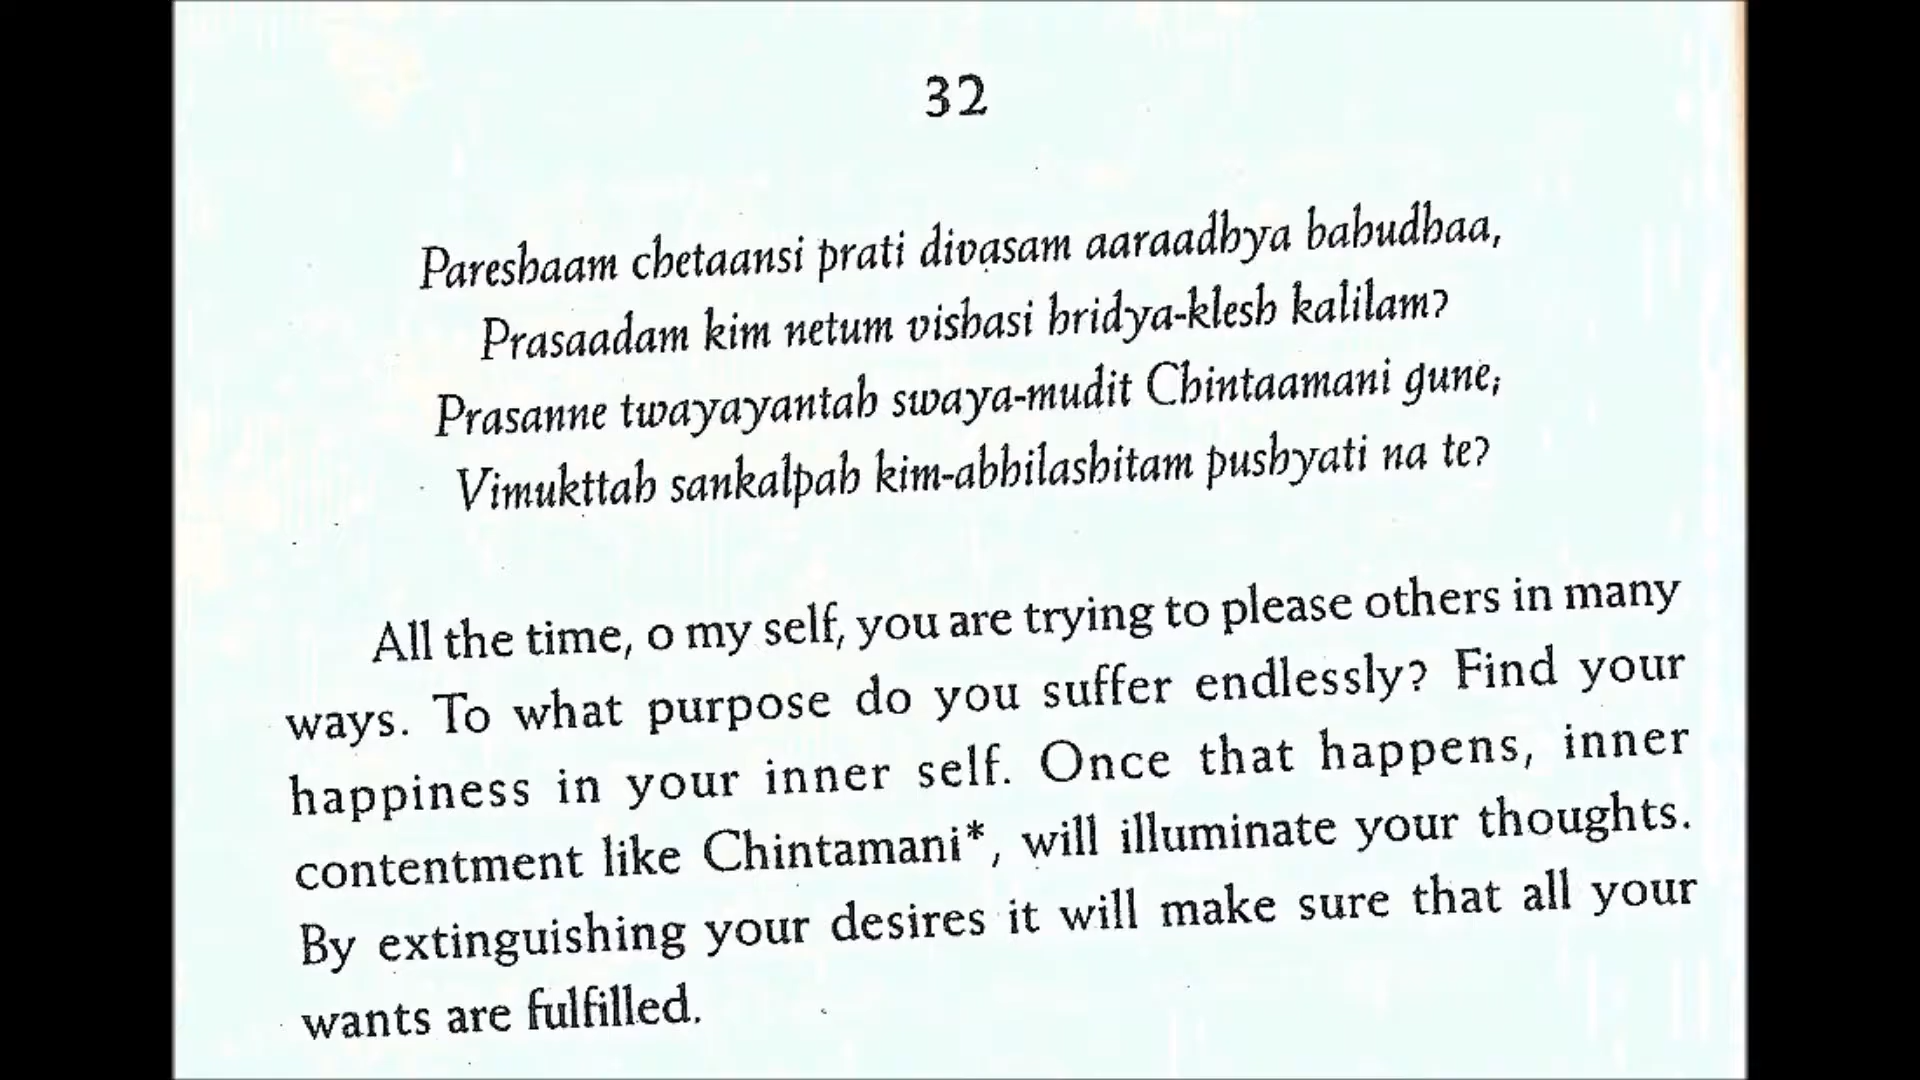 32
Pareshaam chetaansi prati divasam aaraadhya bahudhaa,
Prasaadam kim netum vishasi hridya-klesh kalilam?
Prasanne twayayantah swaya-mudit Chintaamani gune;
Vimukttah sankalpah kim-abhilashitam pushyati na te?
All the time, o my self, you are trying to please others in many
ways. To what purpose do you suffer endlessly? Find your
happiness in your inner self. Once that happens, inner
contentment like Chintamani*, will illuminate your thoughts.
By extinguishing your desires it will make sure that all your
wants are fulfilled.